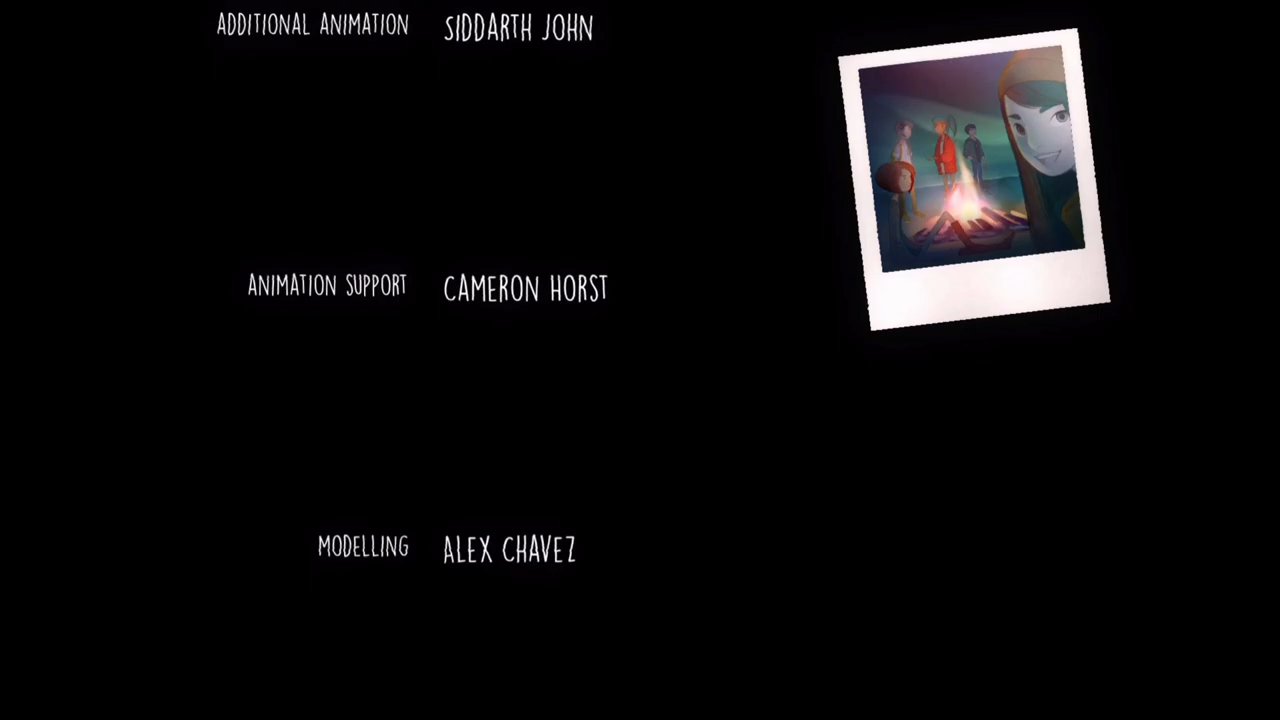 ADDITIONAL ANIMATION SIDDARTH JOHN
ANIMATION SUPPORT CAMERON HORST
MODELLING ALEX CHAVEZ